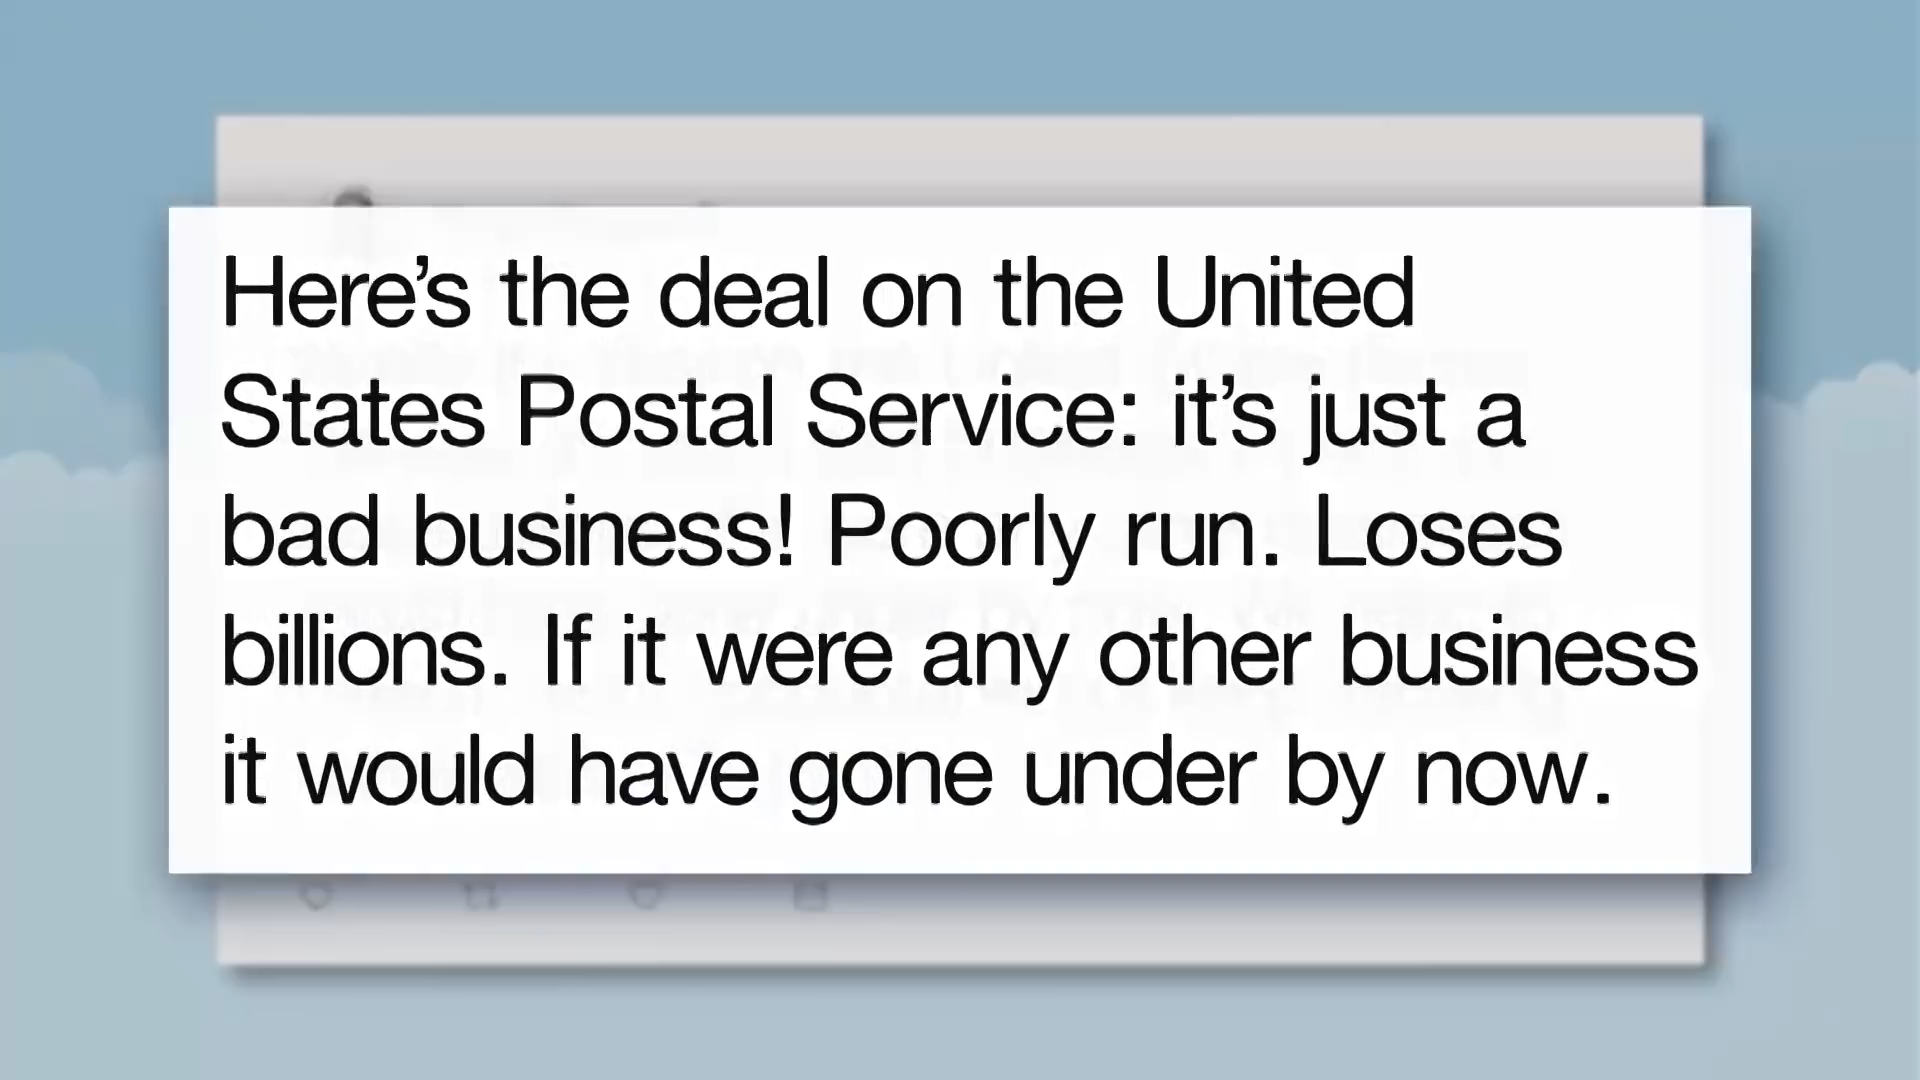 Here’s the deal on the United
States Postal Service: it’s just a
bad business! Poorly run. Loses
billions. If it were any other business
it would have gone under by now.